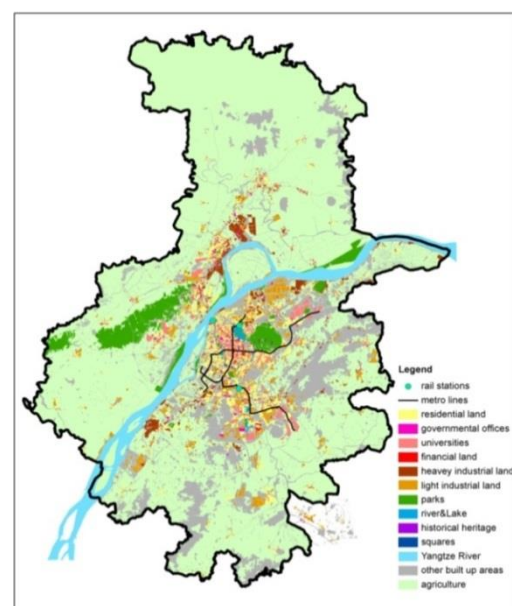 Legend
rail stations
metro lines
residential land
governmental offices
universities
financial land
heavey industrial land
light industrial land
parks
river&Lake
historical heritage
squares
Yangtze River
other built up areas
agriculture